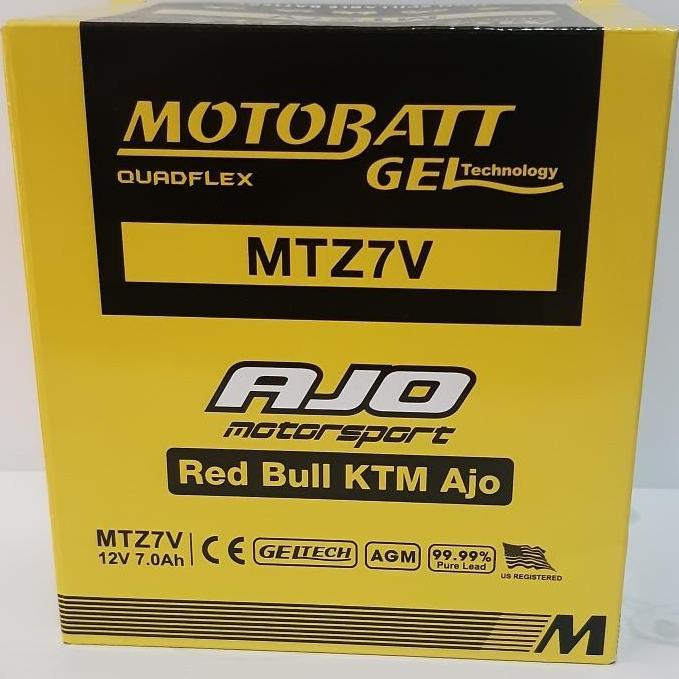 MOTOBATT
QUADFLEX
GEL Technology
MTZ7V
AJO
motorsport
Red Bull KTM Ajo
MTZ7V
12V 7.0Ah
CE
GELTECH
AGM
99.99%
Pure Lead
US REGISTERED
M